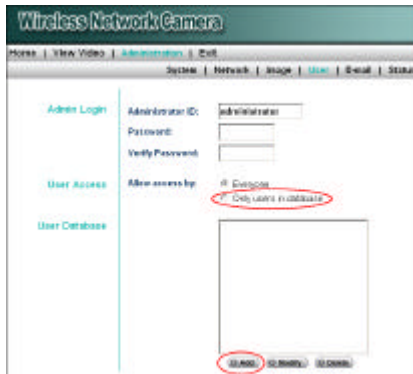 Wireless Network Camera
Home | View Video | Administration | Exit
System | Network | Image | User | E-mail | Status
Admin Login
Administrator ID: administrator
Password:
Verify Password:
User Access
Allow access by: Everyone
Only users in database
User Database
Add Modify Delete